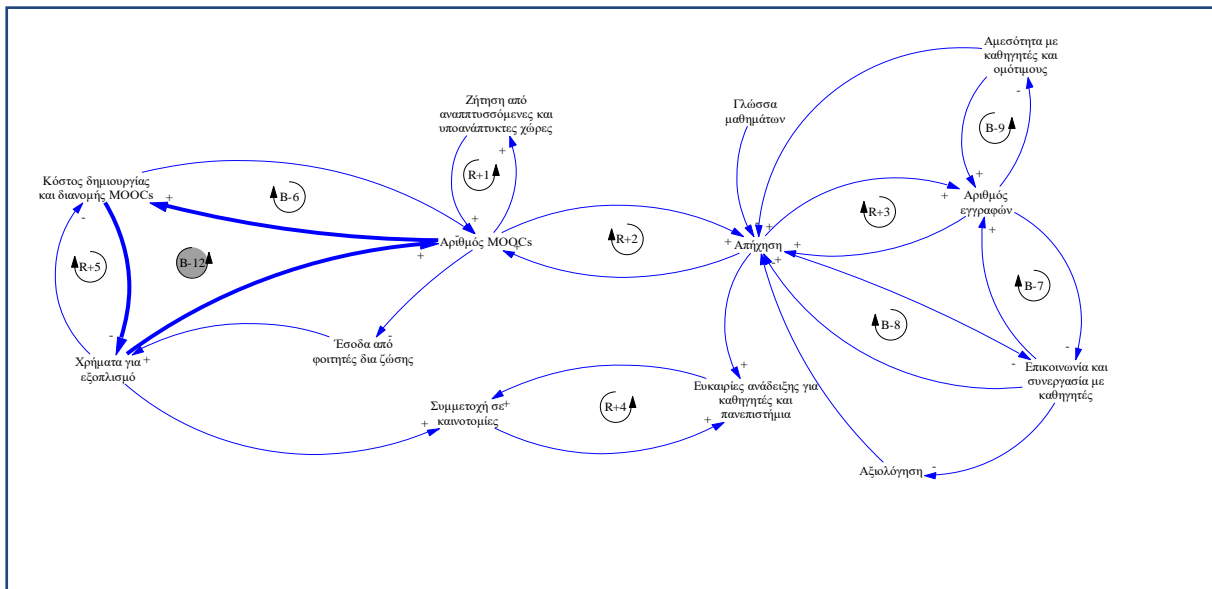 Αμεσότητα με
καθηγητές και
ομότιμους
-
B-9
+
Ζήτηση από
αναπτυσσόμενες και
υποανάπτυκτες χώρες
+
R+1
+
Γλώσσα
μαθημάτων
Κόστος δημιουργίας
και διανομής MOOCs
+
-
B-6
-
Αριθμός MOOCs
+
+
R+2
+
+
Απήχηση
+
+
-
+
R+3
+
Αριθμός
εγγραφών
+
R+5
B-12
B-7
B-8
-
+
Χρήματα για
εξοπλισμό
-
Έσοδα από
φοιτητές δια ζώσης
-
-
Επικοινωνία και
συνεργασία με
καθηγητές
+
Ευκαιρίες ανάδειξης για
καθηγητές και
πανεπιστήμια
+
R+4
+
+
Συμμετοχή σε
καινοτομίες
Αξιολόγηση
-